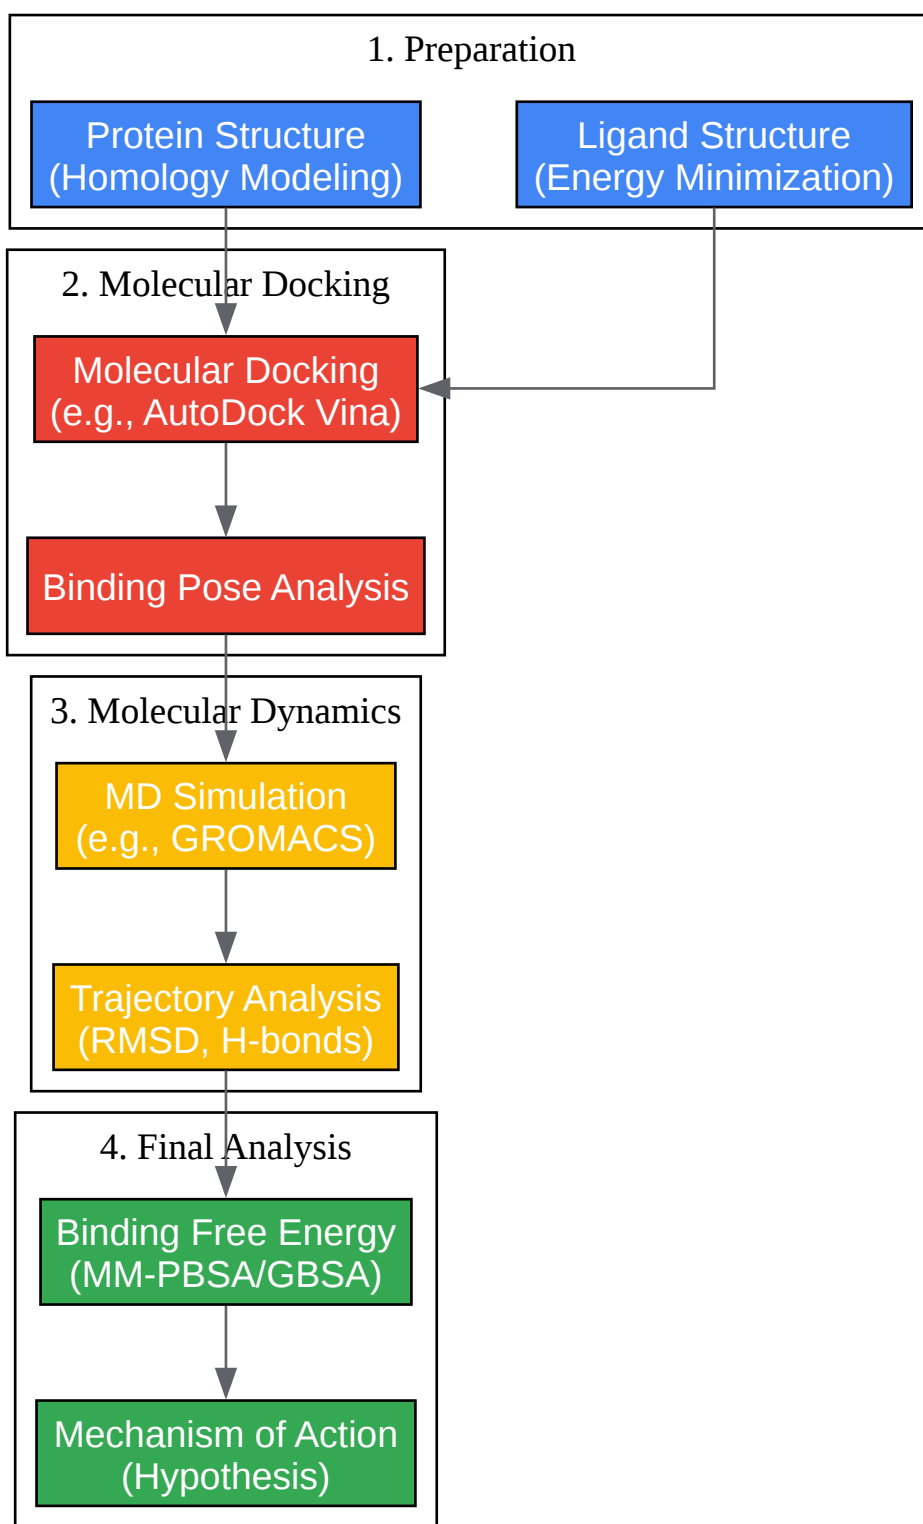 1. Preparation
Protein Structure
(Homology Modeling)
Ligand Structure
(Energy Minimization)
2. Molecular Docking
Molecular Docking
(e.g., AutoDock Vina)
Binding Pose Analysis
3. Molecular Dynamics
MD Simulation
(e.g., GROMACS)
Trajectory Analysis
(RMSD, H-bonds)
4. Final Analysis
Binding Free Energy
(MM-PBSA/GBSA)
Mechanism of Action
(Hypothesis)